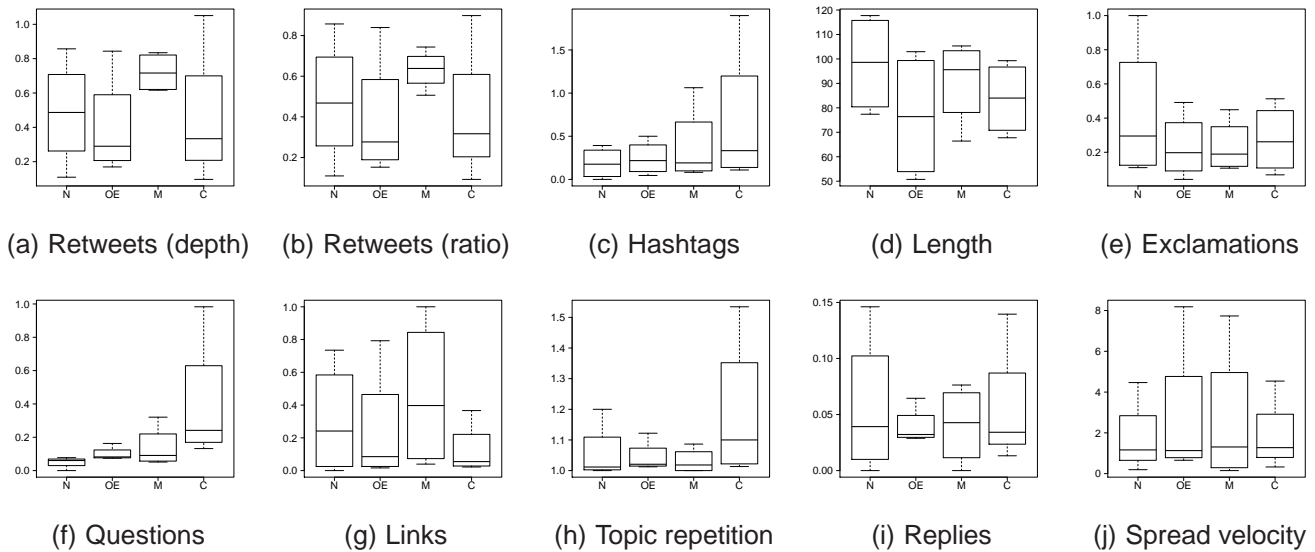 1.0
0.8
0.6
0.4
0.2
N OE M C
(a) Retweets (depth)
0.8
0.6
0.4
0.2
N OE M C
(b) Retweets (ratio)
1.5
1.0
0.5
0.0
N OE M C
(c) Hashtags
120
110
100
90
80
70
60
50
N OE M C
(d) Length
1.0
0.8
0.6
0.4
0.2
N OE M C
(e) Exclamations
1.0
0.8
0.6
0.4
0.2
0.0
N OE M C
(f) Questions
1.0
0.8
0.6
0.4
0.2
0.0
N OE M C
(g) Links
1.5
1.4
1.3
1.2
1.1
1.0
N OE M C
(h) Topic repetition
0.15
0.10
0.05
0.00
N OE M C
(i) Replies
8
6
4
2
0
N OE M C
(j) Spread velocity